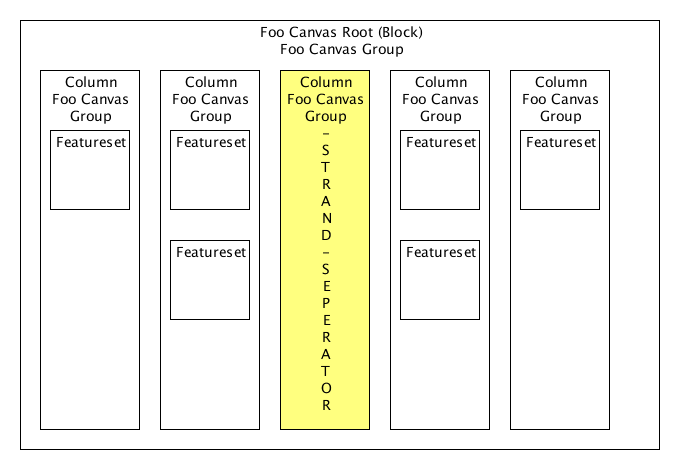 Foo Canvas Root (Block)
Foo Canvas Group
Column
Foo Canvas
Group
Featureset
Column
Foo Canvas
Group
Featureset
Featureset
Column
Foo Canvas
Group
-
S
T
R
A
N
D
-
S
E
P
E
R
A
T
O
R
Column
Foo Canvas
Group
Featureset
Featureset
Column
Foo Canvas
Group
Featureset